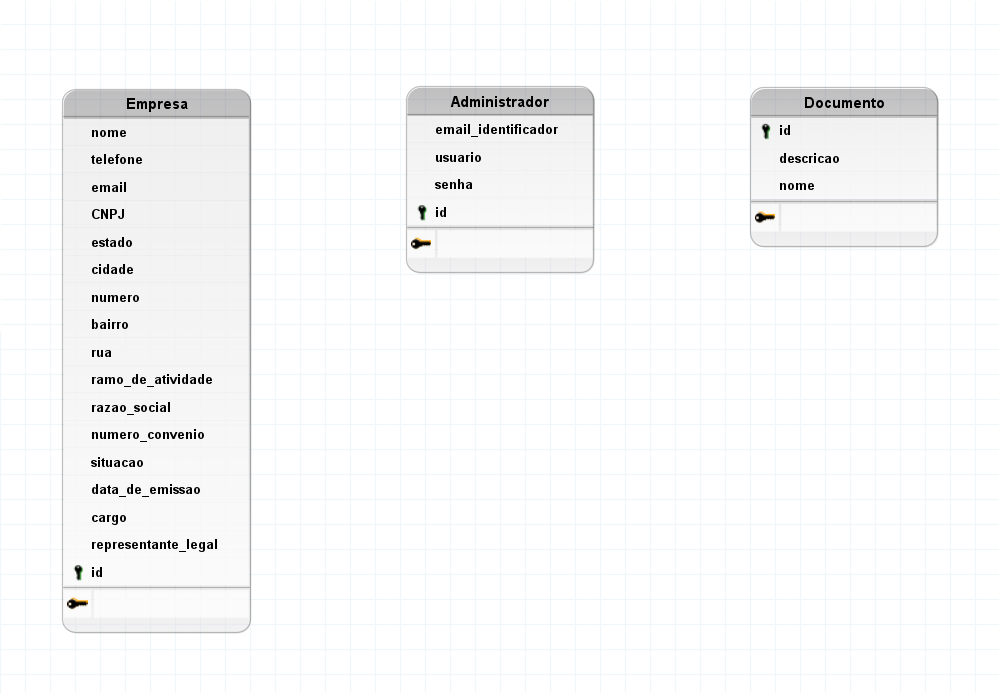 Empresa
nome
telefone
email
CNPJ
estado
cidade
numero
bairro
rua
ramo_de_atividade
razao_social
numero_convenio
situacao
data_de_emissao
cargo
representante_legal
id
Administrador
email_identificador
usuario
senha
id
Documento
id
descricao
nome